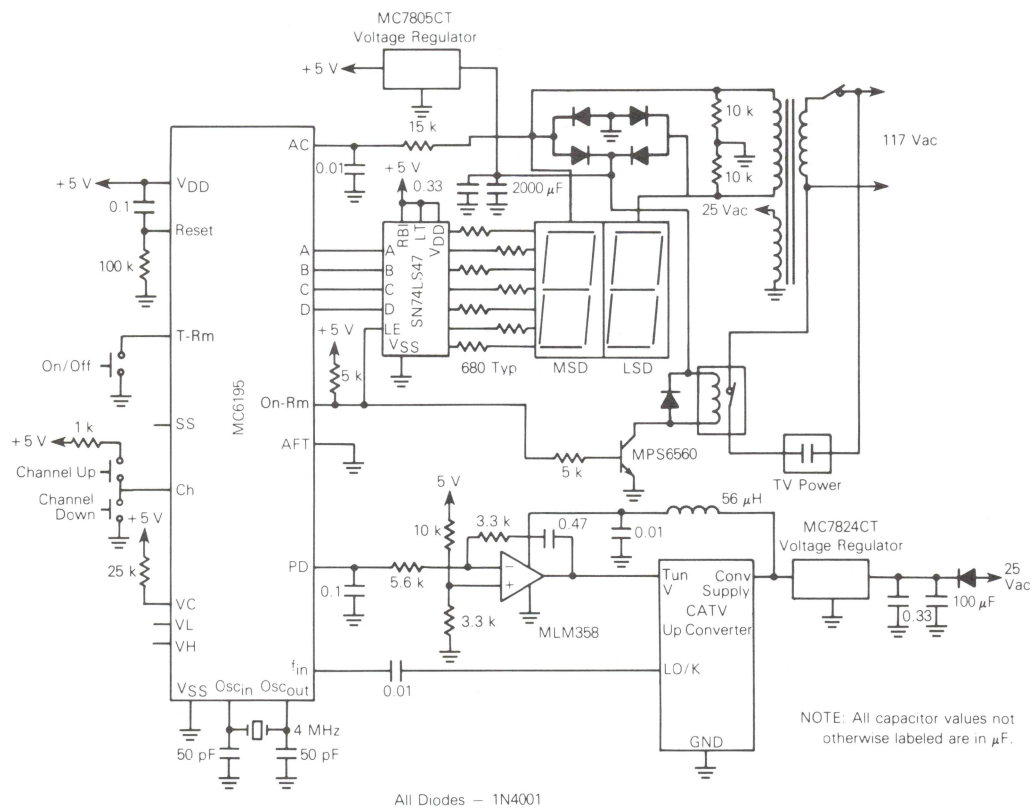 MC7805CT
Voltage Regulator
+5 V
15 k
AC
0.01
+5 V
0.33
2000 μF
10 k
10 k
117 Vac
25 Vac
+5 V
VDD
0.1
Reset
100 k
RBI
LT
VDD
A
B
C
D
A
B
C
D
LE
VSS
SN74LS47
680 Typ
MSD
LSD
+5 V
5 k
T-Rm
On/Off
MC6195
On-Rm
SS
AFT
1 k
+5 V
Channel Up
Ch
Channel
Down
+5 V
25 k
VC
VL
VH
5 k
MPS6560
TV Power
5 V
10 k
3.3 k
0.47
0.01
56 μH
MC7824CT
Voltage Regulator
PD
0.1
5.6 k
−
+
3.3 k
MLM358
Tun
V
Conv
Supply
CATV
Up Converter
LO/K
GND
25
Vac
100 μF
0.33
fin
0.01
VSS
Oscin
Oscout
4 MHz
50 pF
50 pF
NOTE: All capacitor values not
otherwise labeled are in μF.
All Diodes – 1N4001